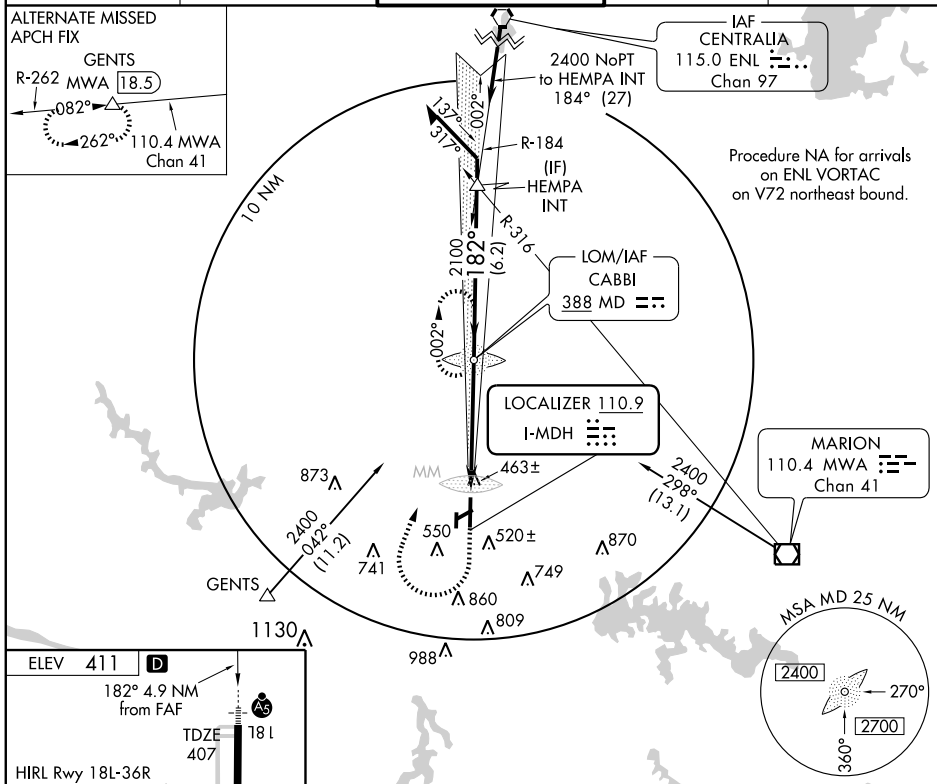 ALTERNATE MISSED
APCH FIX
GENTS
R-262 MWA 18.5
082°
262°
110.4 MWA
Chan 41
IAF
CENTRALIA
115.0 ENL
Chan 97
2400 NoPT
to HEMPA INT
184° (27)
002°
137°
317°
R-184
(IF)
HEMPA
INT
Procedure NA for arrivals
on ENL VORTAC
on V72 northeast bound.
10 NM
R-316
2100
182°
(6.2)
LOM/IAF
CABBI
388 MD
002°
LOCALIZER 110.9
I-MDH
MARION
110.4 MWA
Chan 41
2400
298°
(13.1)
MM
463±
873
2400
042°
(11.2)
550
520±
870
741
749
GENTS
860
809
1130
988
MSA MD 25 NM
2400
270°
2700
360°
ELEV 411 D
182° 4.9 NM
from FAF
A5
TDZE
407
18L
HIRL Rwy 18L-36R